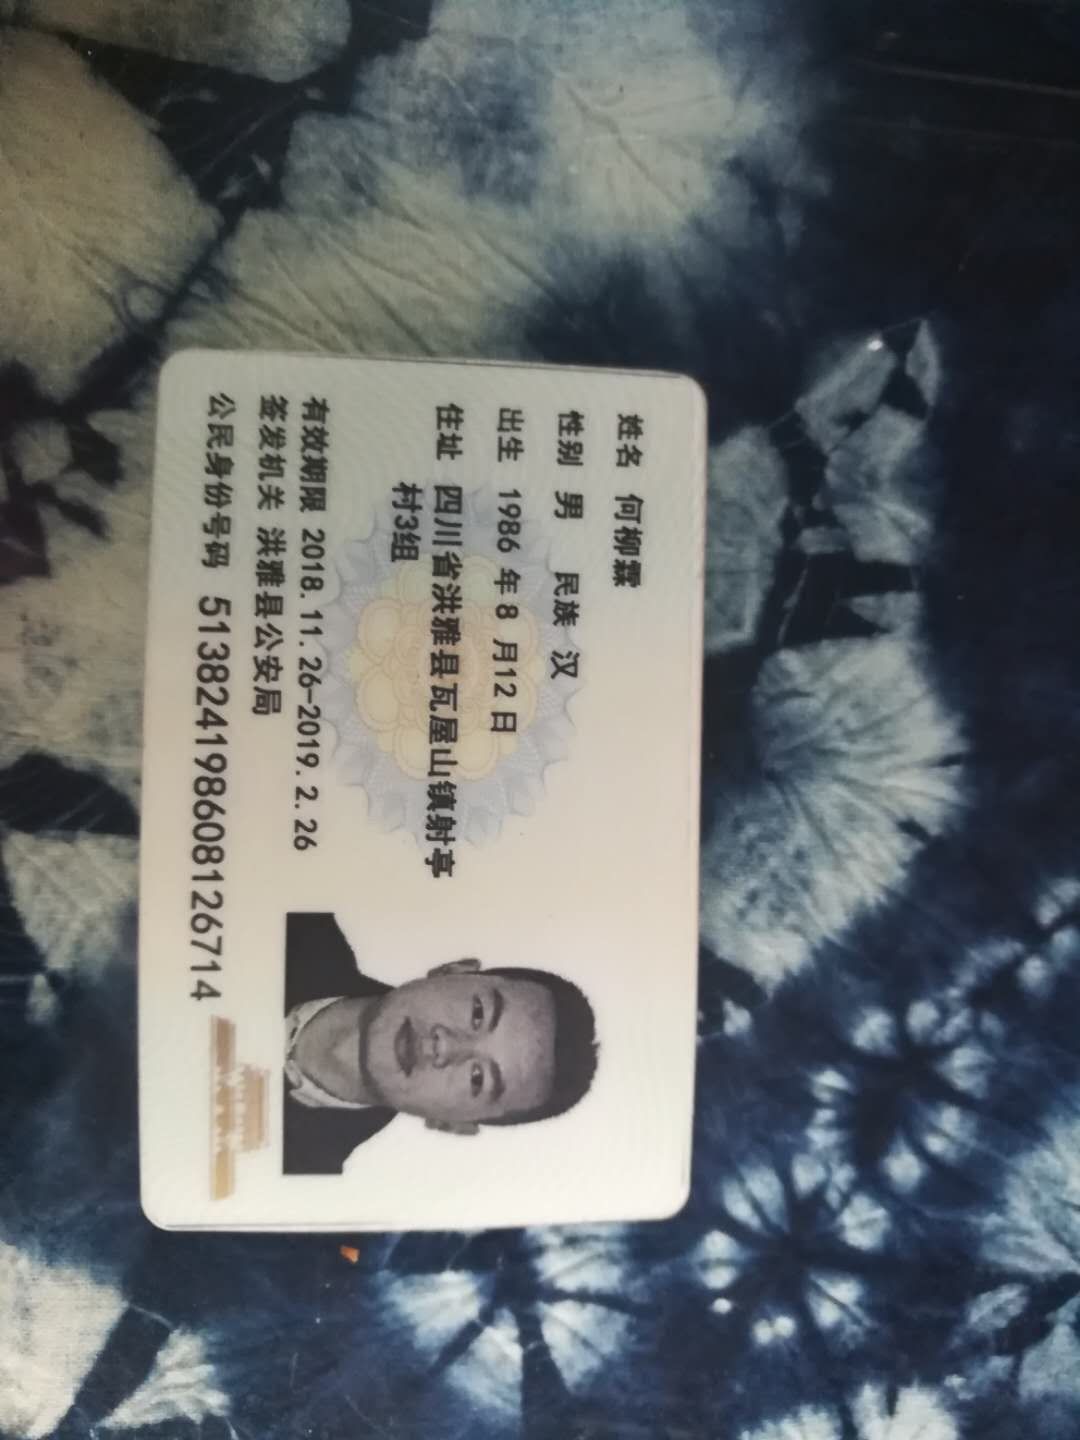 姓名 何柳霖
性别 男 民族 汉
出生 1986 年 8 月 12 日
住址 四川省洪雅县瓦屋山镇射亭
村3组
有效期限 2018.11.26-2019.2.26
签发机关 洪雅县公安局
公民身份号码 513824198608126714